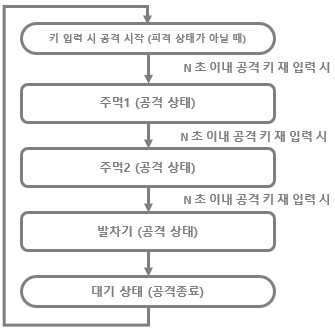 키 입력 시 공격 시작 (피격 상태가 아닐 때)
N 초 이내 공격 키 재 입력 시
주먹1 (공격 상태)
N 초 이내 공격 키 재 입력 시
주먹2 (공격 상태)
N 초 이내 공격 키 재 입력 시
발차기 (공격 상태)
대기 상태 (공격종료)